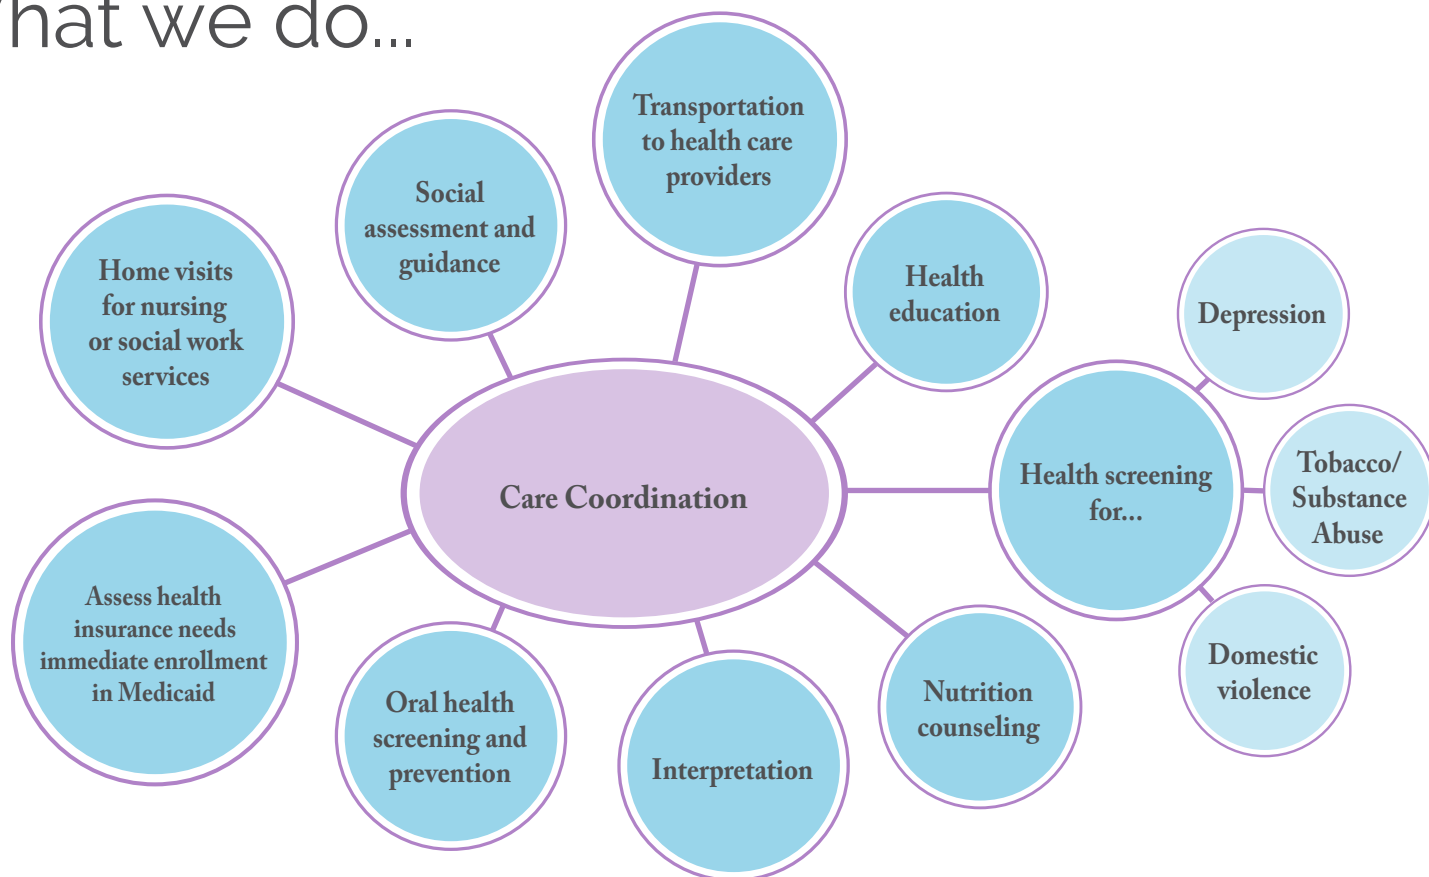 hat we do...
Transportation
to health care
providers
Social
assessment and
guidance
Home visits
for nursing
or social work
services
Health
education
Depression
Care Coordination
Health screening
for...
Tobacco/
Substance
Abuse
Assess health
insurance needs
immediate enrollment
in Medicaid
Oral health
screening and
prevention
Interpretation
Nutrition
counseling
Domestic
violence